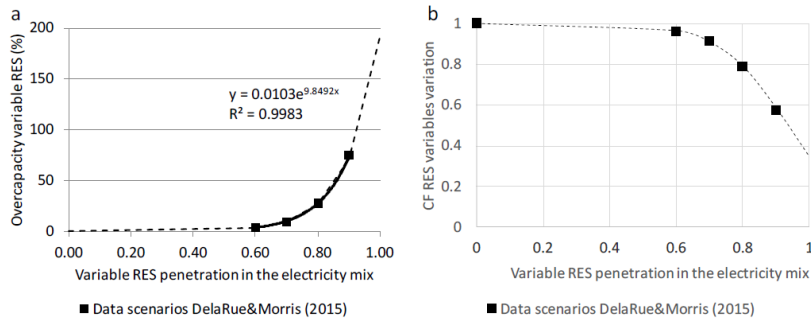 a
Overcapacity variable RES (%)
200
150
100
50
0
y = 0.0103e^9.8492x
R² = 0.9983
0.00 0.20 0.40 0.60 0.80 1.00
Variable RES penetration in the electricity mix
■ Data scenarios DelaRue&Morris (2015)
b
CF RES variables variation
1
0.8
0.6
0.4
0.2
0
0 0.2 0.4 0.6 0.8 1
Variable RES penetration in the electricity mix
■ Data scenarios DelaRue&Morris (2015)